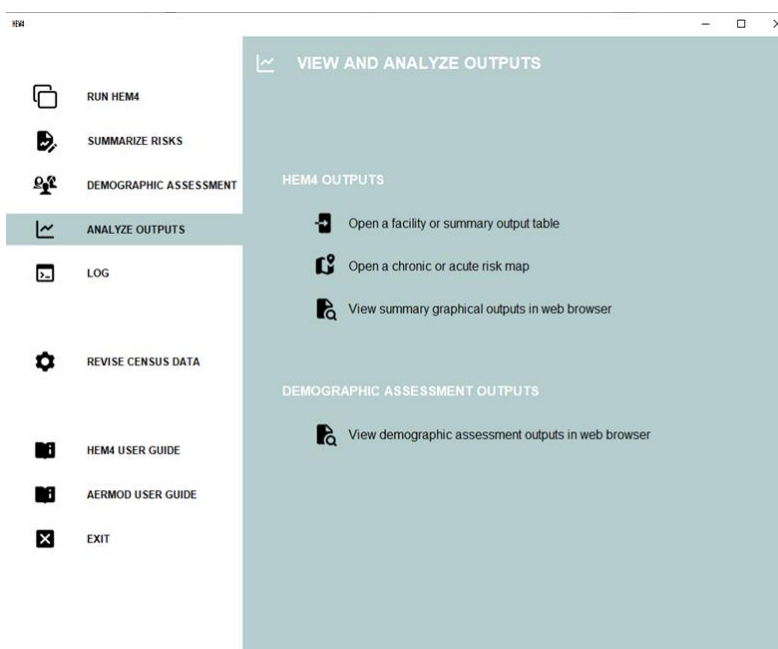 HEM4
VIEW AND ANALYZE OUTPUTS
RUN HEM4
SUMMARIZE RISKS
DEMOGRAPHIC ASSESSMENT
ANALYZE OUTPUTS
LOG
REVISE CENSUS DATA
HEM4 USER GUIDE
AERMOD USER GUIDE
EXIT
HEM4 OUTPUTS
Open a facility or summary output table
Open a chronic or acute risk map
View summary graphical outputs in web browser
DEMOGRAPHIC ASSESSMENT OUTPUTS
View demographic assessment outputs in web browser